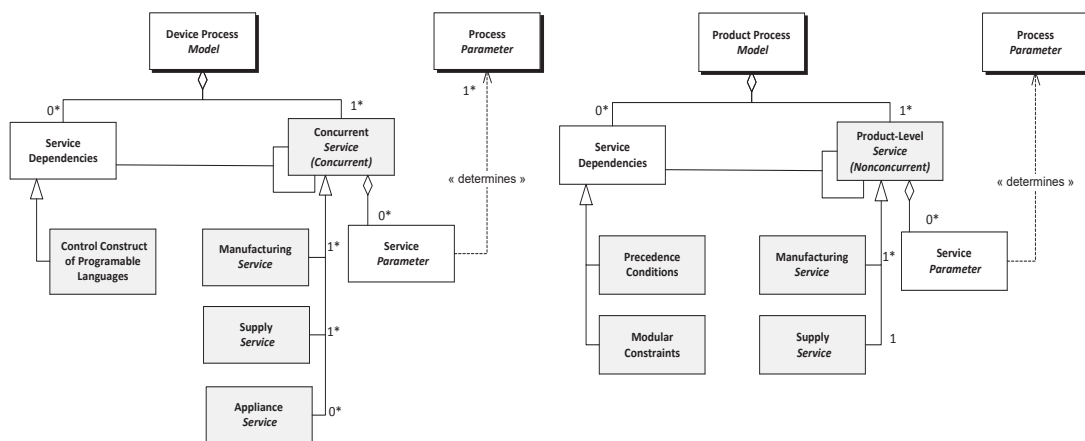 Device Process
Model
Process
Parameter
0*
1*
1*
Service
Dependencies
Concurrent
Service
(Concurrent)
« determines »
0*
Control Construct
of Programable
Languages
Manufacturing
Service
1*
Service
Parameter
Supply
Service
1*
Appliance
Service
0*
Product Process
Model
Process
Parameter
0*
1*
Service
Dependencies
Product-Level
Service
(Nonconcurrent)
« determines »
0*
Precedence
Conditions
Manufacturing
Service
1*
Service
Parameter
Modular
Constraints
Supply
Service
1